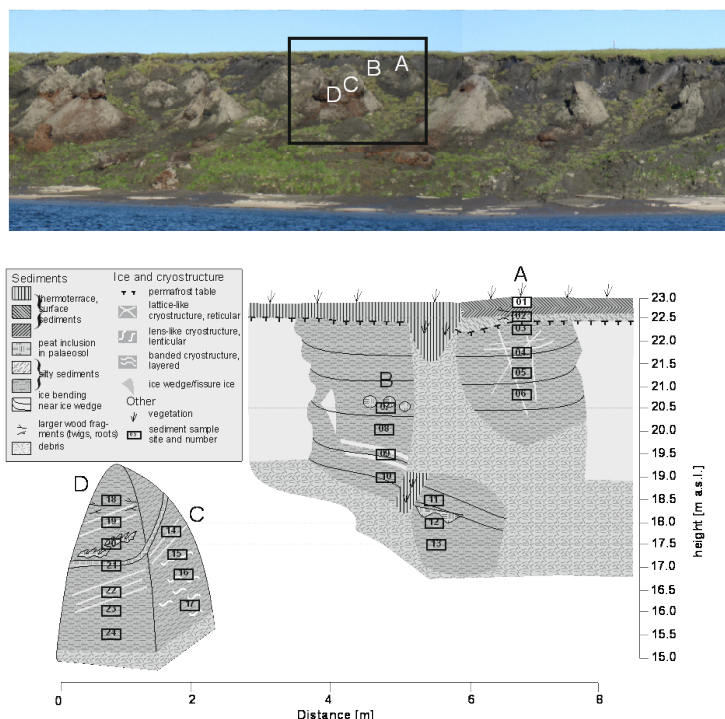 A
B
C
D
Sediments
thermoterrace,
surface
sediments
peat inclusion
in palaeosol
silty sediments
ice bending
near ice wedge
larger wood frag-
ments (twigs, roots)
debris
Ice and cryostructure
permafrost table
lattice-like
cryostructure, reticular
lens-like cryostructure,
lenticular
banded cryostructure,
layered
ice wedge/fissure ice
Other
vegetation
sediment sample
site and number
A
01
02
03
04
05
06
B
07
08
09
10
11
12
13
D
18
19
20
21
22
23
24
C
14
15
16
17
23.0
22.5
22.0
21.5
21.0
20.5
20.0
19.5
19.0
18.5
18.0
17.5
17.0
16.5
16.0
15.5
15.0
height [m a.s.l.]
0
2
4
6
8
Distance [m]